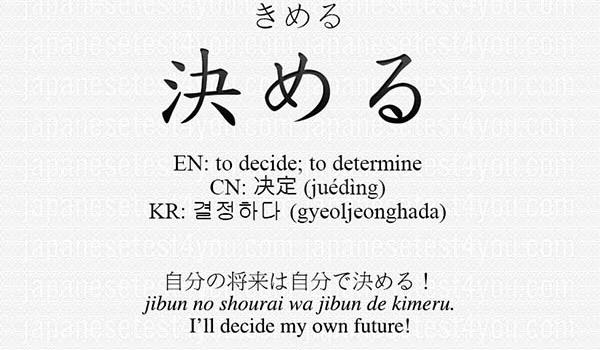 きめる
決める
EN: to decide; to determine
CN: 决定 (juédìng)
KR: 결정하다 (gyeoljeonghada)
自分の将来は自分で決める！
jibun no shourai wa jibun de kimeru.
I'll decide my own future!
japanesetest4you.com